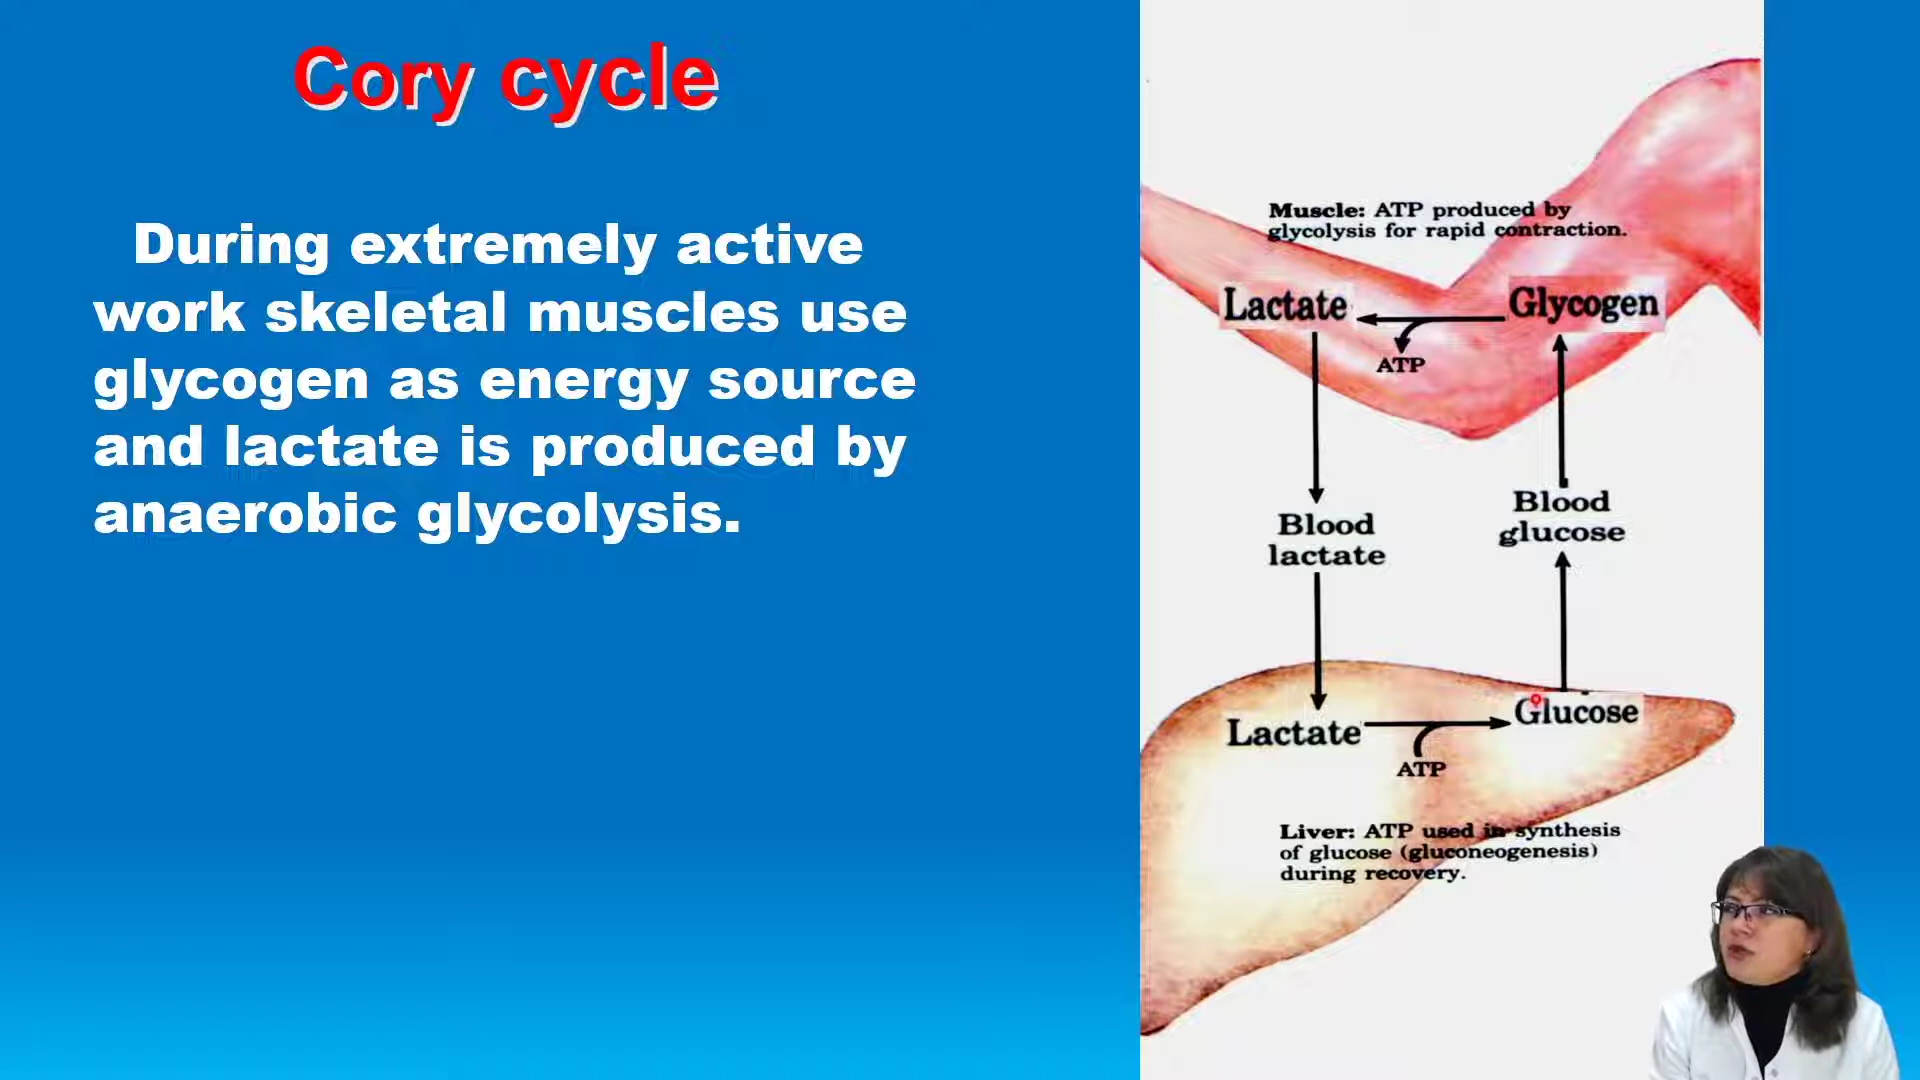 Cory cycle
During extremely active
work skeletal muscles use
glycogen as energy source
and lactate is produced by
anaerobic glycolysis.
Muscle: ATP produced by
glycolysis for rapid contraction.
Lactate
Glycogen
ATP
Blood
lactate
Blood
glucose
Lactate
Glucose
ATP
Liver: ATP used in synthesis
of glucose (gluconeogenesis)
during recovery.